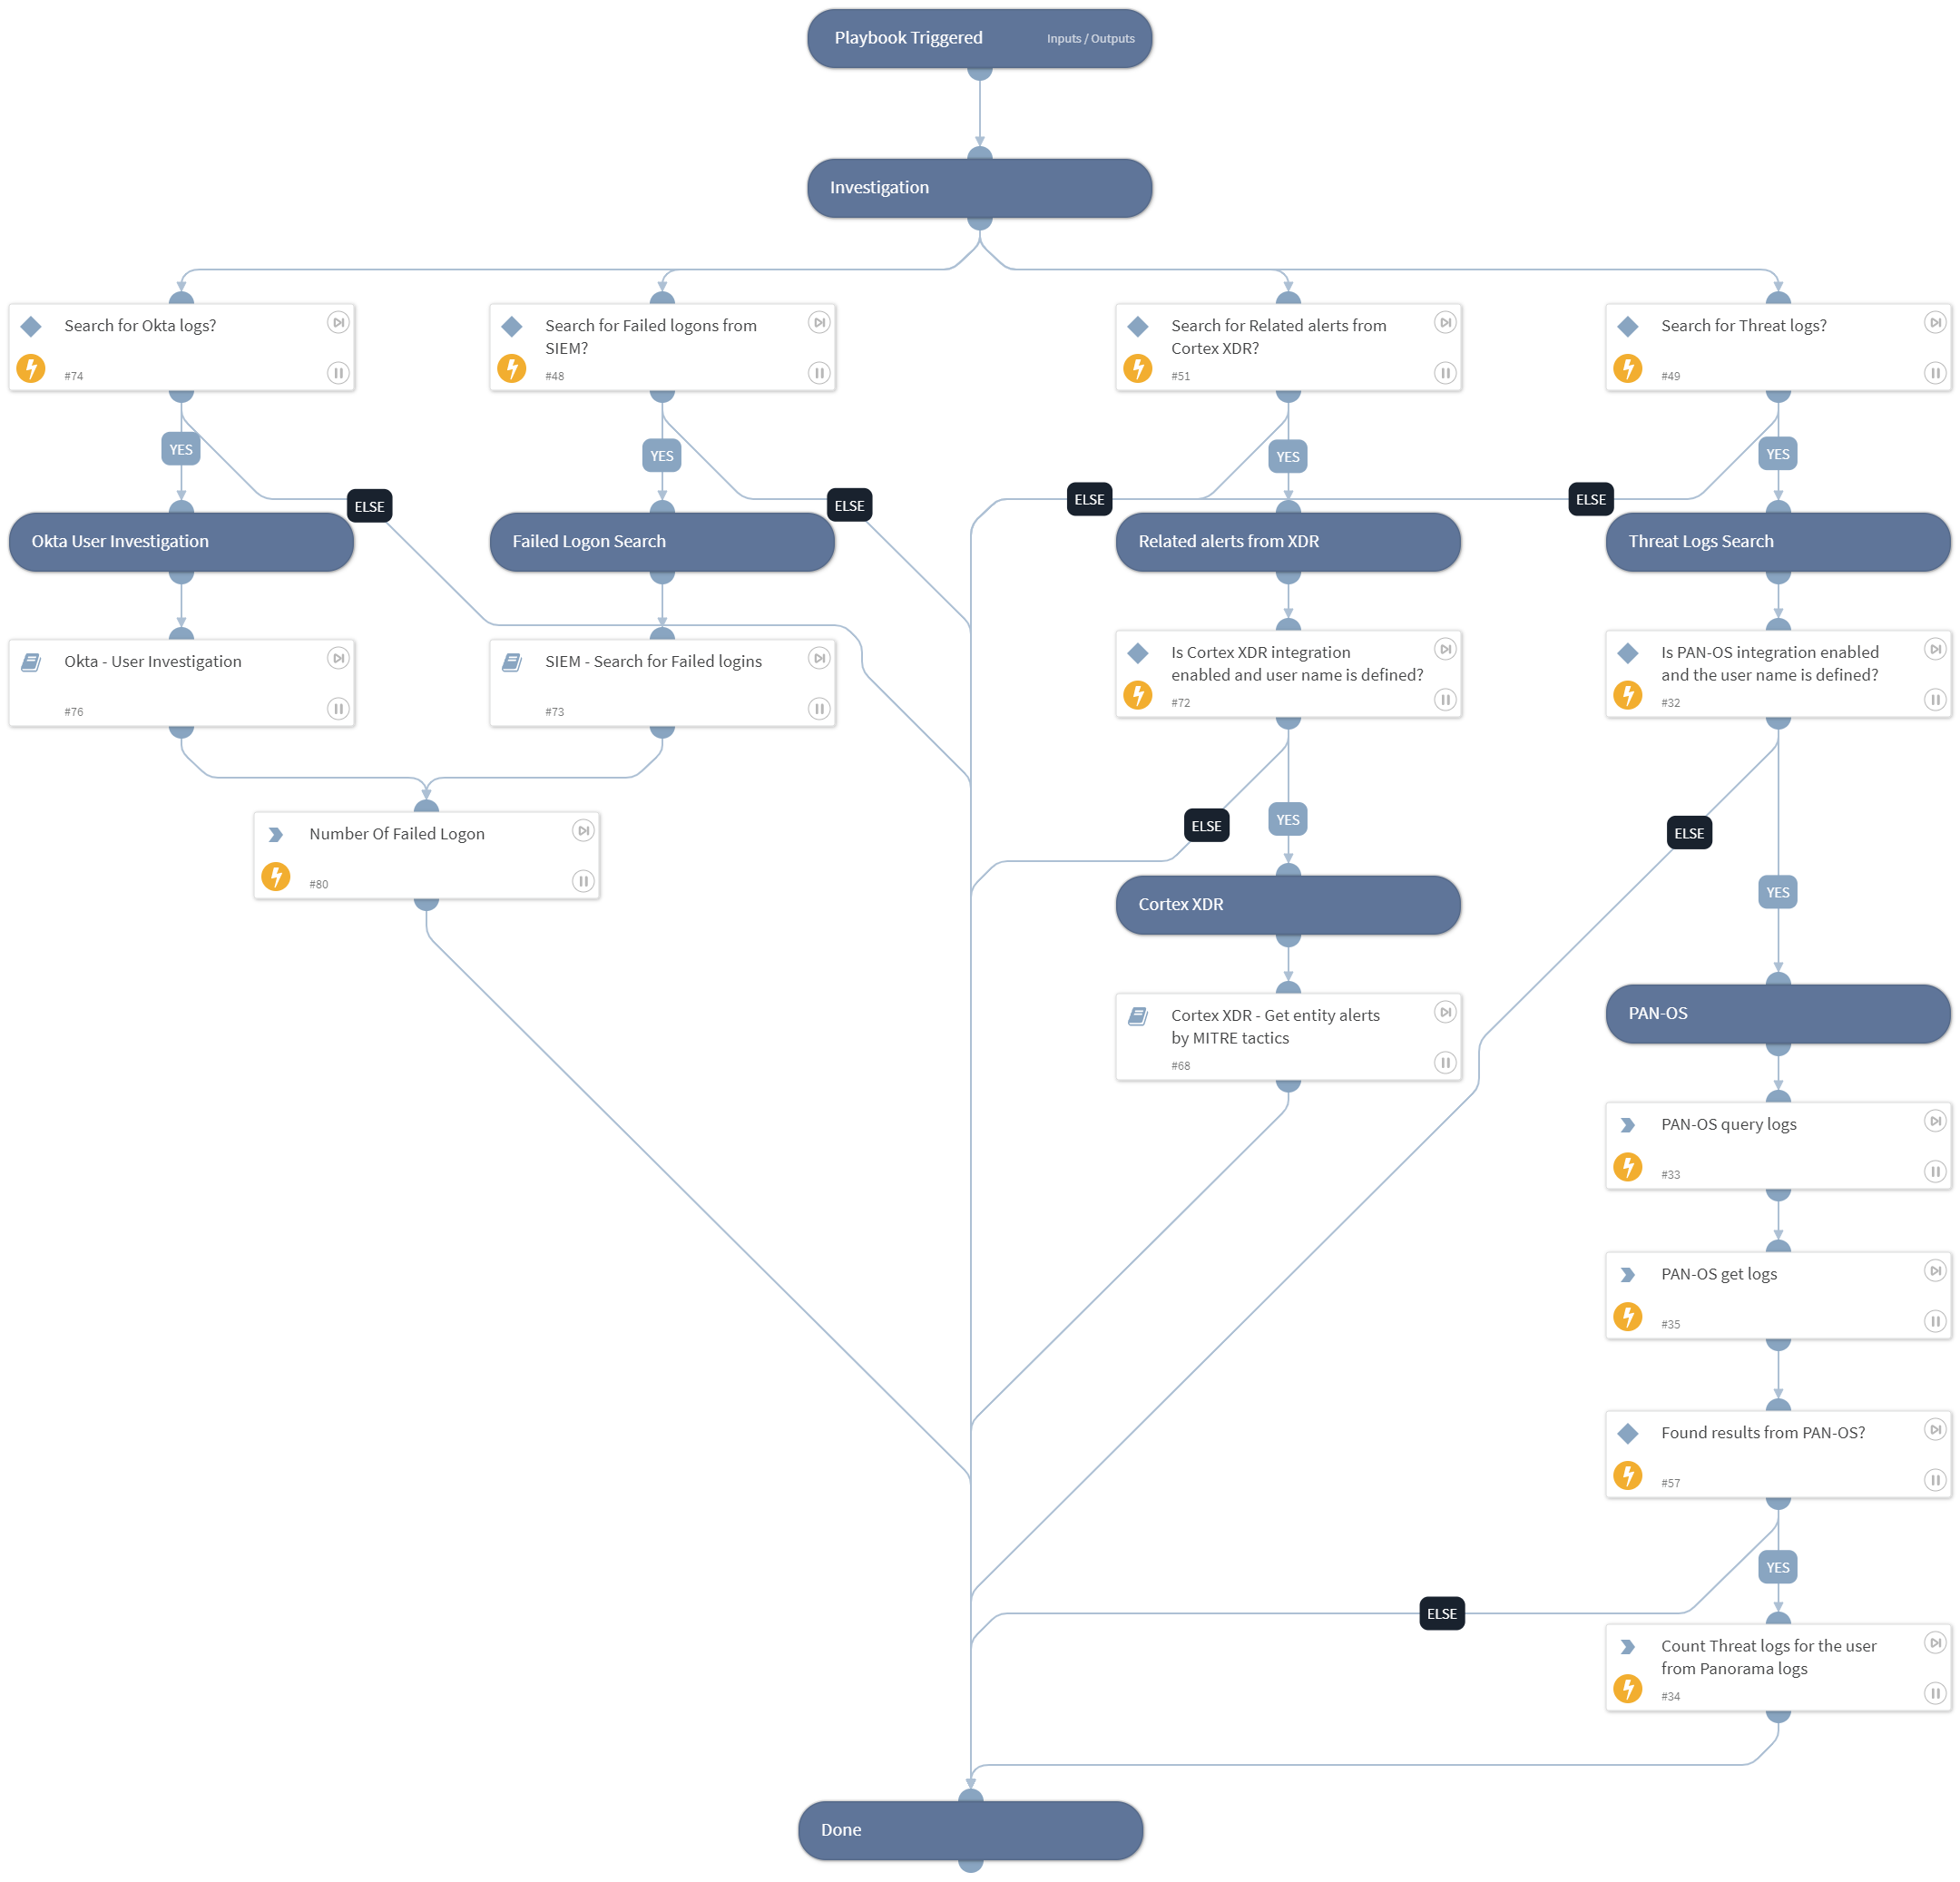 Playbook Triggered
Inputs / Outputs
Investigation
Search for Okta logs?
#74
Search for Failed logons from
SIEM?
#48
Search for Related alerts from
Cortex XDR?
#51
Search for Threat logs?
#49
YES
YES
YES
YES
ELSE
ELSE
ELSE
ELSE
Okta User Investigation
Failed Logon Search
Related alerts from XDR
Threat Logs Search
Okta - User Investigation
#76
SIEM - Search for Failed logins
#73
Is Cortex XDR integration
enabled and user name is defined?
#72
Is PAN-OS integration enabled
and the user name is defined?
#32
Number Of Failed Logon
#80
ELSE
YES
ELSE
YES
Cortex XDR
Cortex XDR - Get entity alerts
by MITRE tactics
#68
PAN-OS
PAN-OS query logs
#33
PAN-OS get logs
#35
Found results from PAN-OS?
#57
YES
ELSE
Count Threat logs for the user
from Panorama logs
#34
Done